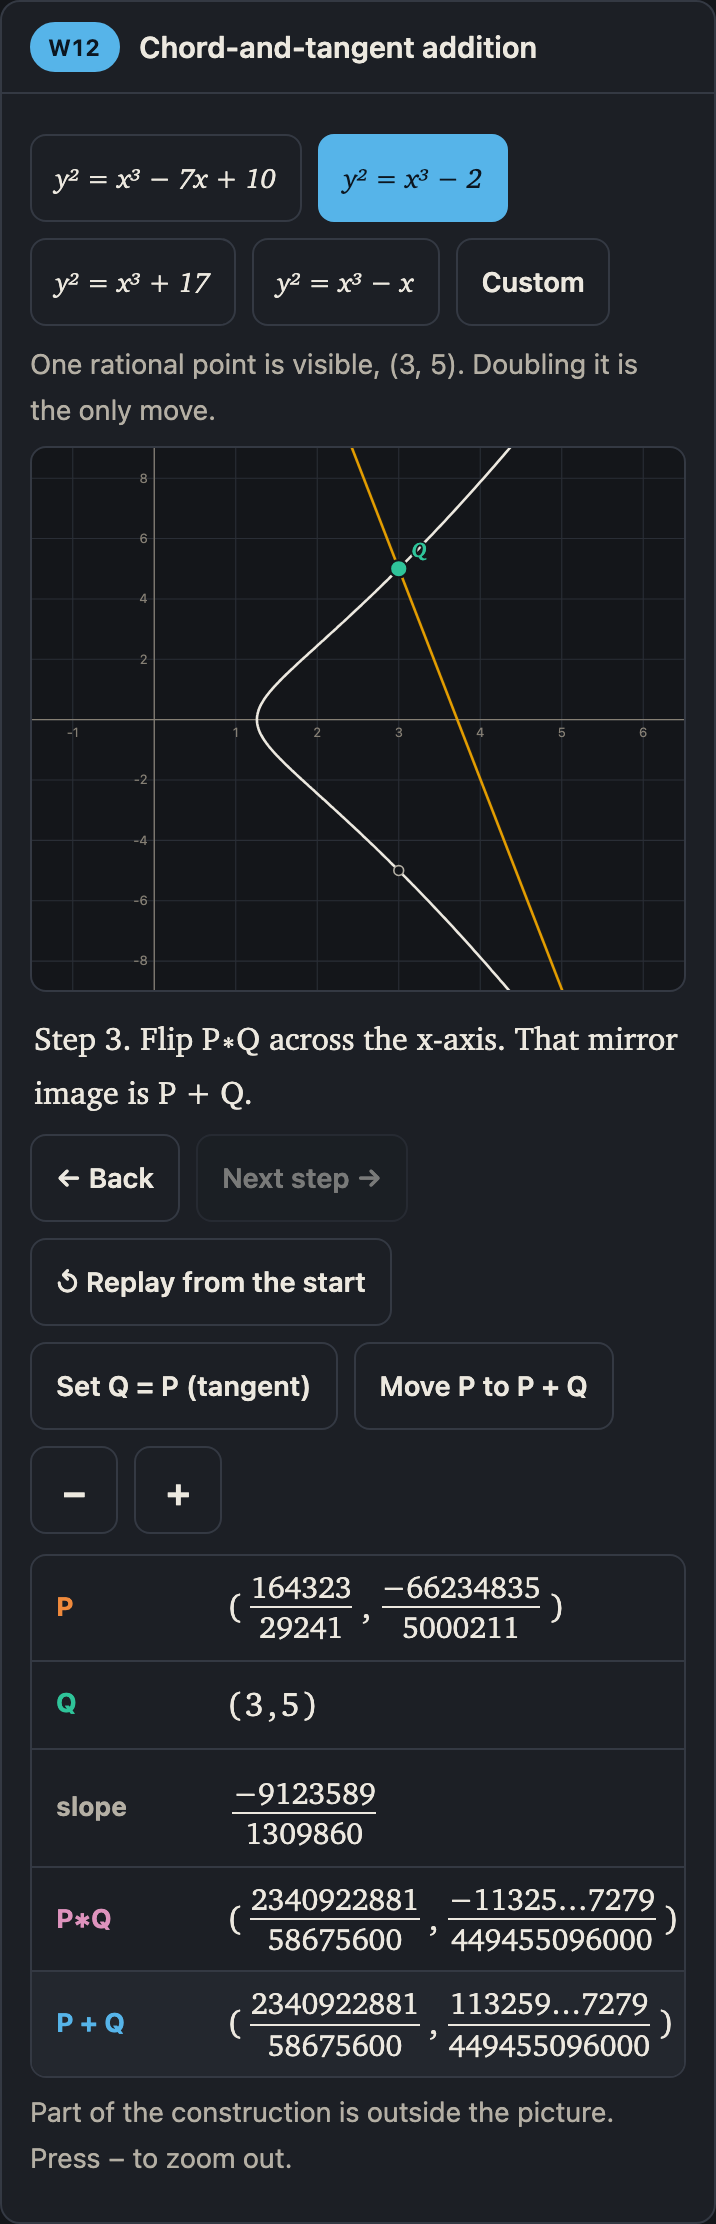 W12 Chord-and-tangent addition
y² = x³ − 7x + 10
y² = x³ − 2
y² = x³ + 17
y² = x³ − x
Custom
One rational point is visible, (3, 5). Doubling it is
the only move.
8
6
4
2
-2
-4
-6
-8
-1
1
2
3
4
5
6
Q
Step 3. Flip P∗Q across the x-axis. That mirror
image is P + Q.
← Back
Next step →
↺ Replay from the start
Set Q = P (tangent)
Move P to P + Q
−
+
P ( 164323/29241 , −66234835/5000211 )
Q (3,5)
slope −9123589/1309860
P∗Q ( 2340922881/58675600 , −11325…7279/449455096000 )
P + Q ( 2340922881/58675600 , 113259…7279/449455096000 )
Part of the construction is outside the picture.
Press − to zoom out.